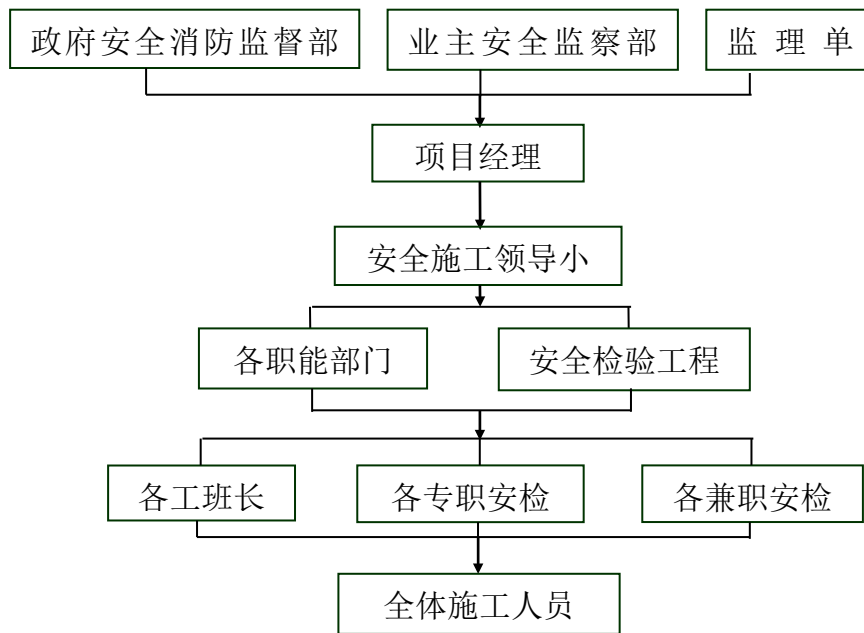 政府安全消防监督部
业主安全监察部
监理单
项目经理
安全施工领导小
各职能部门
安全检验工程
各工班长
各专职安检
各兼职安检
全体施工人员